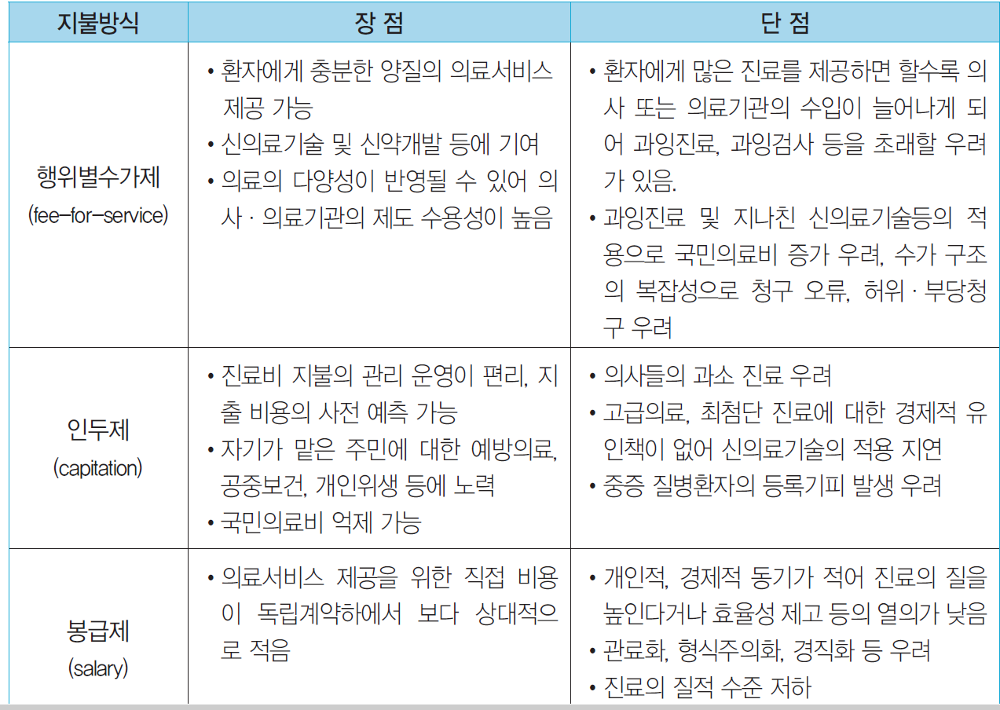 지불방식
장 점
단 점
행위별수가제
(fee-for-service)
• 환자에게 충분한 양질의 의료서비스
제공 가능
• 신의료기술 및 신약개발 등에 기여
• 의료의 다양성이 반영될 수 있어 의
사 · 의료기관의 제도 수용성이 높음
• 환자에게 많은 진료를 제공하면 할수록 의
사 또는 의료기관의 수입이 늘어나게 되
어 과잉진료, 과잉검사 등을 초래할 우려
가 있음.
• 과잉진료 및 지나친 신의료기술등의 적
용으로 국민의료비 증가 우려, 수가 구조
의 복잡성으로 청구 오류, 허위 · 부당청
구 우려
인두제
(capitation)
• 진료비 지불의 관리 운영이 편리, 지
출 비용의 사전 예측 가능
• 자기가 맡은 주민에 대한 예방의료,
공중보건, 개인위생 등에 노력
• 국민의료비 억제 가능
• 의사들의 과소 진료 우려
• 고급의료, 최첨단 진료에 대한 경제적 유
인책이 없어 신의료기술의 적용 지연
• 중증 질병환자의 등록기피 발생 우려
봉급제
(salary)
• 의료서비스 제공을 위한 직접 비용
이 독립계약하에서 보다 상대적으
로 적음
• 개인적, 경제적 동기가 적어 진료의 질을
높인다거나 효율성 제고 등의 열의가 낮음
• 관료화, 형식주의화, 경직화 등 우려
• 진료의 질적 수준 저하